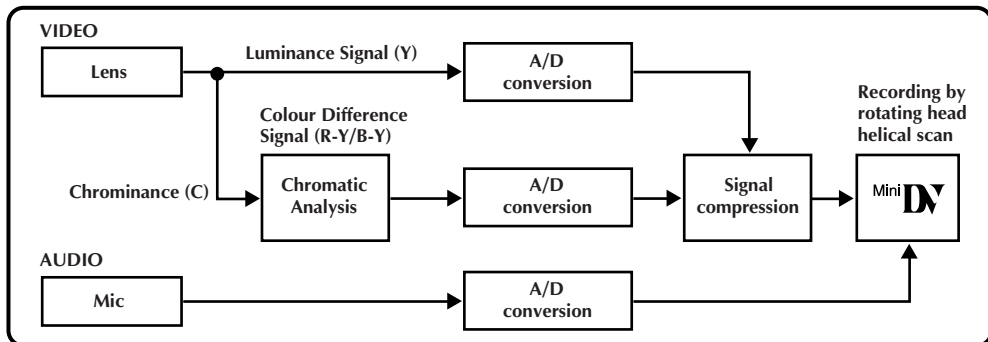 VIDEO
Lens
Luminance Signal (Y)
A/D
conversion
Colour Difference
Signal (R-Y/B-Y)
Chrominance (C)
Chromatic
Analysis
A/D
conversion
Signal
compression
Recording by
rotating head
helical scan
Mini DV
AUDIO
Mic
A/D
conversion